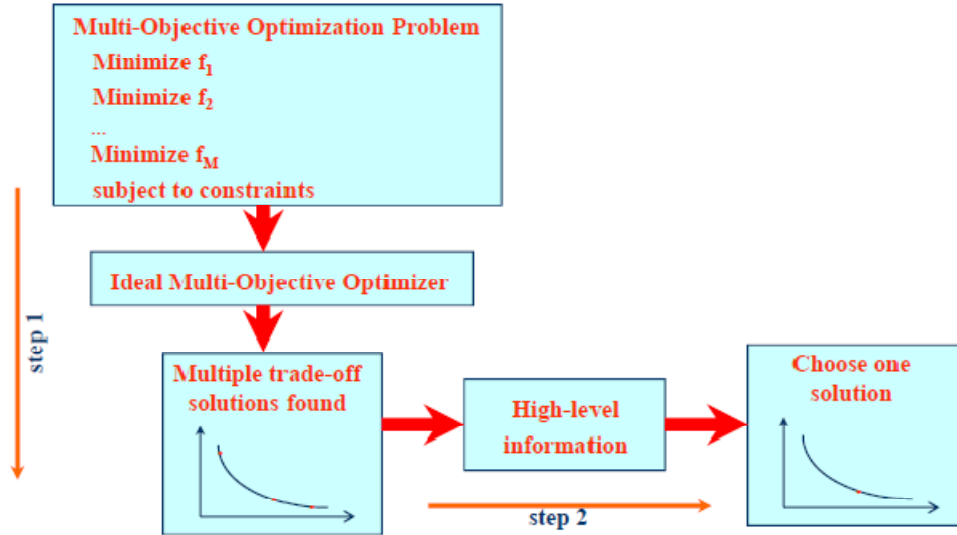 Multi-Objective Optimization Problem
Minimize f1
Minimize f2
...
Minimize fM
subject to constraints
Ideal Multi-Objective Optimizer
step 1
Multiple trade-off
solutions found
High-level
information
Choose one
solution
step 2